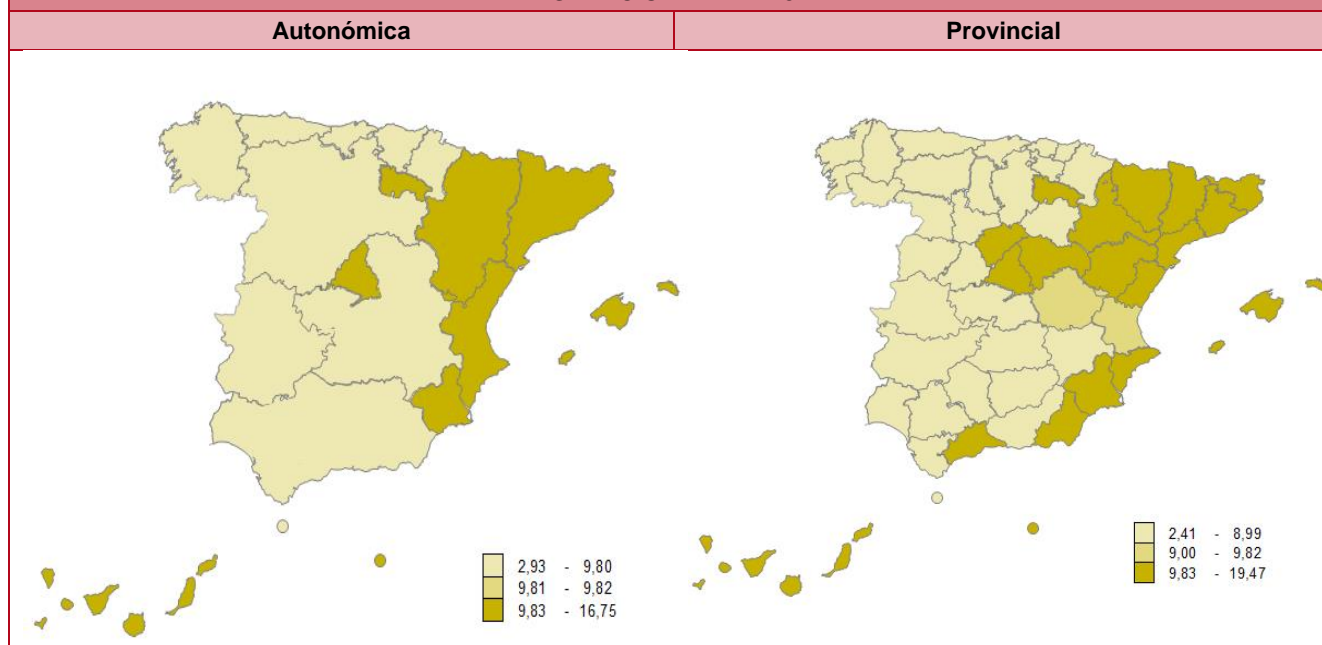 Autonómica
Provincial
2,93 - 9,80
9,81 - 9,82
9,83 - 16,75
2,41 - 8,99
9,00 - 9,82
9,83 - 19,47